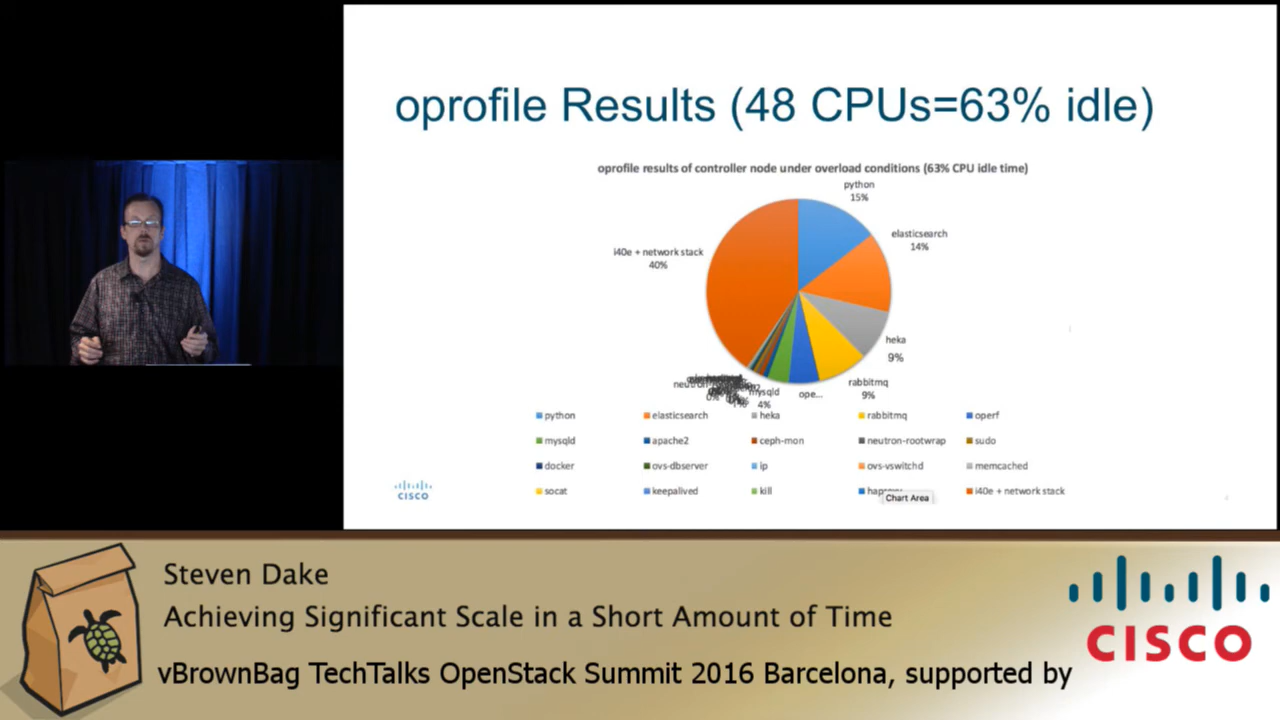 oprofile Results (48 CPUs=63% idle)
oprofile results of controller node under overload conditions (63% CPU idle time)
python
15%
elasticsearch
14%
i40e + network stack
40%
heka
9%
rabbitmq
9%
ope...
mysqld
4%
python elasticsearch heka rabbitmq operf
mysqld apache2 ceph-mon neutron-rootwrap sudo
docker ovs-dbserver ip ovs-vswitchd memcached
socat keepalived kill i40e + network stack
Chart Area
CISCO
4
Steven Dake
Achieving Significant Scale in a Short Amount of Time
vBrownBag TechTalks OpenStack Summit 2016 Barcelona, supported by
CISCO